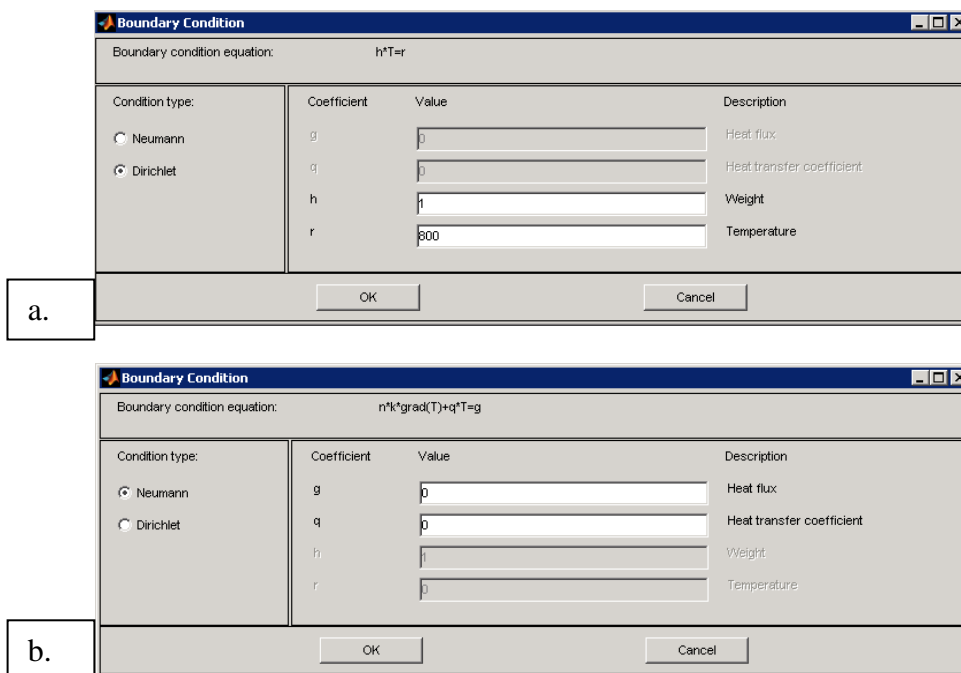 Boundary Condition
Boundary condition equation: h*T=r
Condition type: Coefficient Value Description
Neumann g 0 Heat flux
Dirichlet q 0 Heat transfer coefficient
h 1 Weight
r 800 Temperature
OK Cancel
a.
Boundary Condition
Boundary condition equation: n*k*grad(T)+q*T=g
Condition type: Coefficient Value Description
Neumann g 0 Heat flux
Dirichlet q 0 Heat transfer coefficient
h 1 Weight
r 0 Temperature
OK Cancel
b.